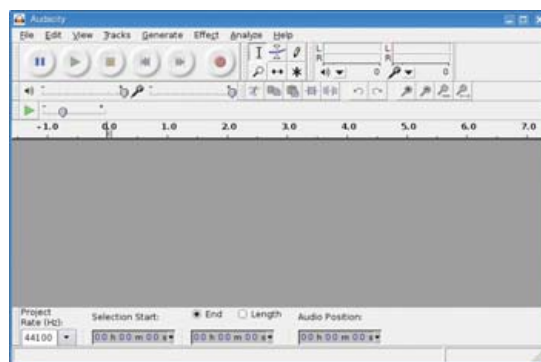 Audacity
File Edit View Tracks Generate Effect Analyze Help
L
R
L
R
0
0
-1.0 0.0 1.0 2.0 3.0 4.0 5.0 6.0 7.0
Project
Rate (Hz):
Selection Start:
End
Length
Audio Position:
44100
00 h 00 m 00 s
00 h 00 m 00 s
00 h 00 m 00 s